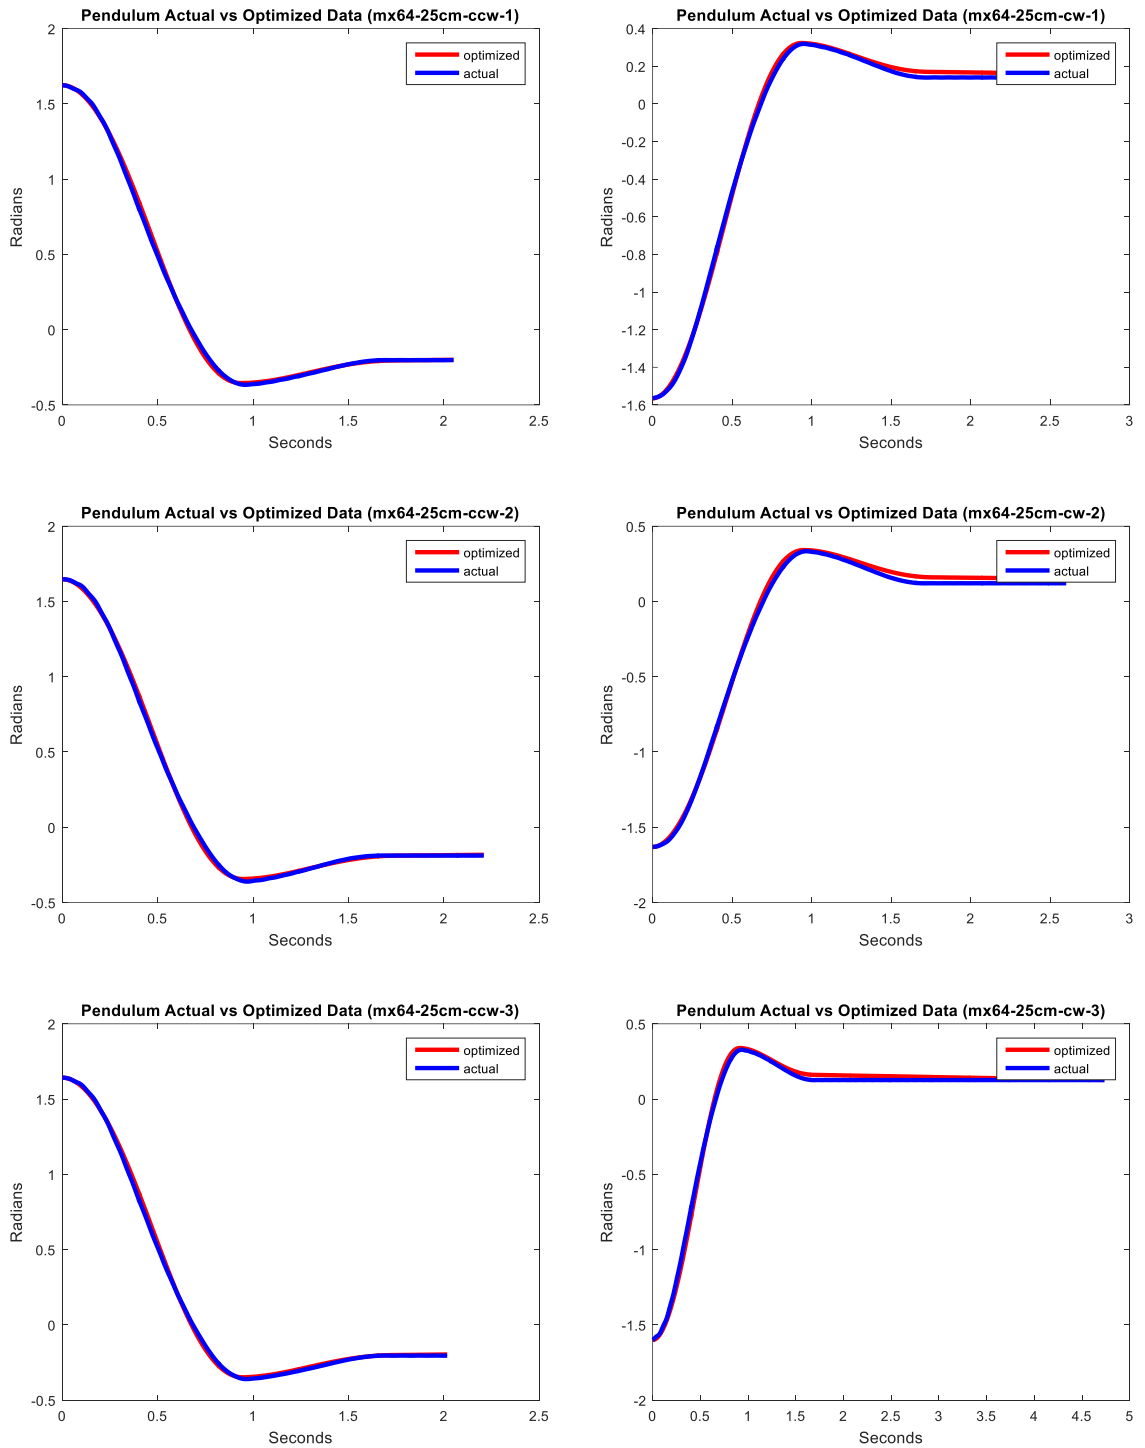 Pendulum Actual vs Optimized Data (mx64-25cm-ccw-1)
2
1.5
1
0.5
0
-0.5
Radians
optimized
actual
0 0.5 1 1.5 2 2.5
Seconds
Pendulum Actual vs Optimized Data (mx64-25cm-cw-1)
0.4
0.2
0
-0.2
-0.4
-0.6
-0.8
-1
-1.2
-1.4
-1.6
Radians
optimized
actual
0 0.5 1 1.5 2 2.5 3
Seconds
Pendulum Actual vs Optimized Data (mx64-25cm-ccw-2)
2
1.5
1
0.5
0
-0.5
Radians
optimized
actual
0 0.5 1 1.5 2 2.5
Seconds
Pendulum Actual vs Optimized Data (mx64-25cm-cw-2)
0.5
0
-0.5
-1
-1.5
-2
Radians
optimized
actual
0 0.5 1 1.5 2 2.5 3
Seconds
Pendulum Actual vs Optimized Data (mx64-25cm-ccw-3)
2
1.5
1
0.5
0
-0.5
Radians
optimized
actual
0 0.5 1 1.5 2 2.5
Seconds
Pendulum Actual vs Optimized Data (mx64-25cm-cw-3)
0.5
0
-0.5
-1
-1.5
-2
Radians
optimized
actual
0 0.5 1 1.5 2 2.5 3 3.5 4 4.5 5
Seconds